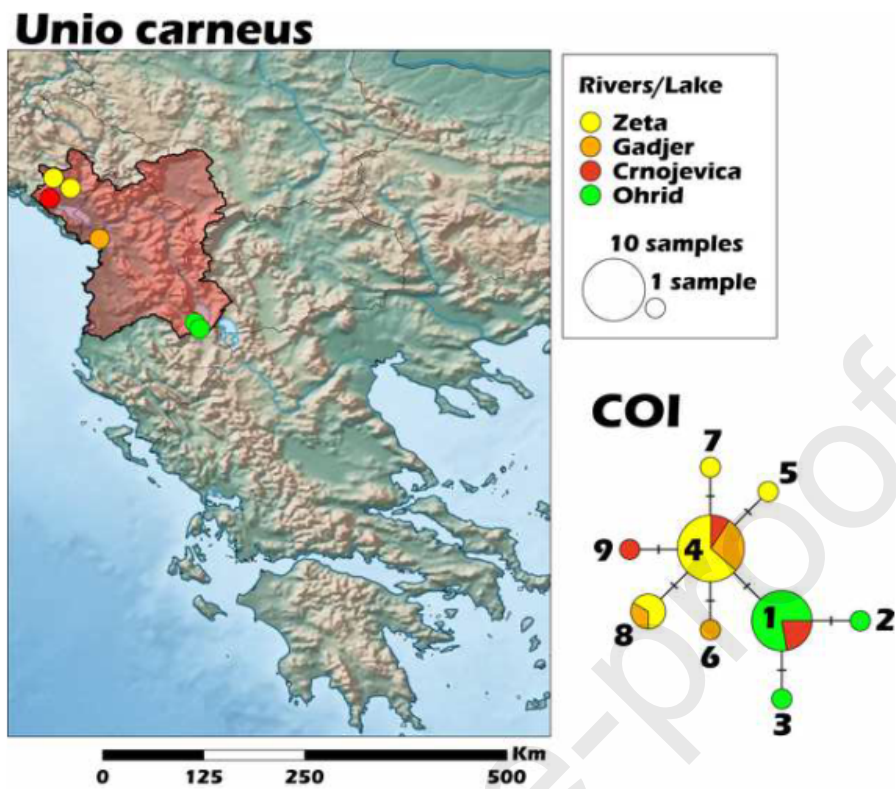 Unio carneus
Rivers/Lake
Zeta
Gadjer
Crnojevica
Ohrid
10 samples
1 sample
COI
7
5
4
9
1
2
8
6
3
Km
0 125 250 500
e-proof